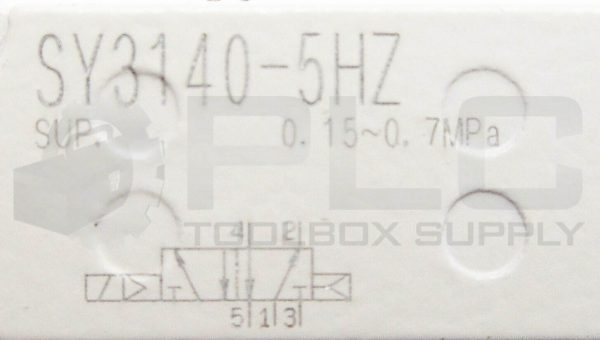 SY3140-5HZ
SUP. 0.15~0.7MPa
PLC
TOOLBOX SUPPLY
4 2
5 1 3